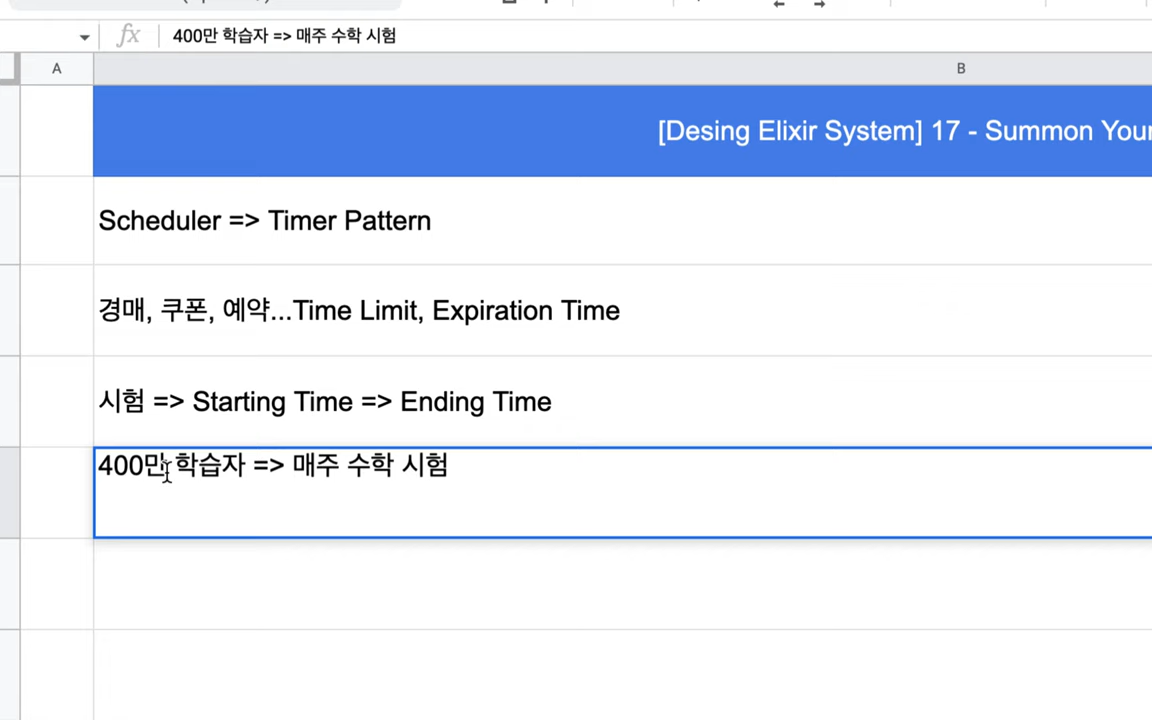 fx
400만 학습자 => 매주 수학 시험
A
B
[Desing Elixir System] 17 - Summon Your
Scheduler => Timer Pattern
경매, 쿠폰, 예약...Time Limit, Expiration Time
시험 => Starting Time => Ending Time
400만 학습자 => 매주 수학 시험